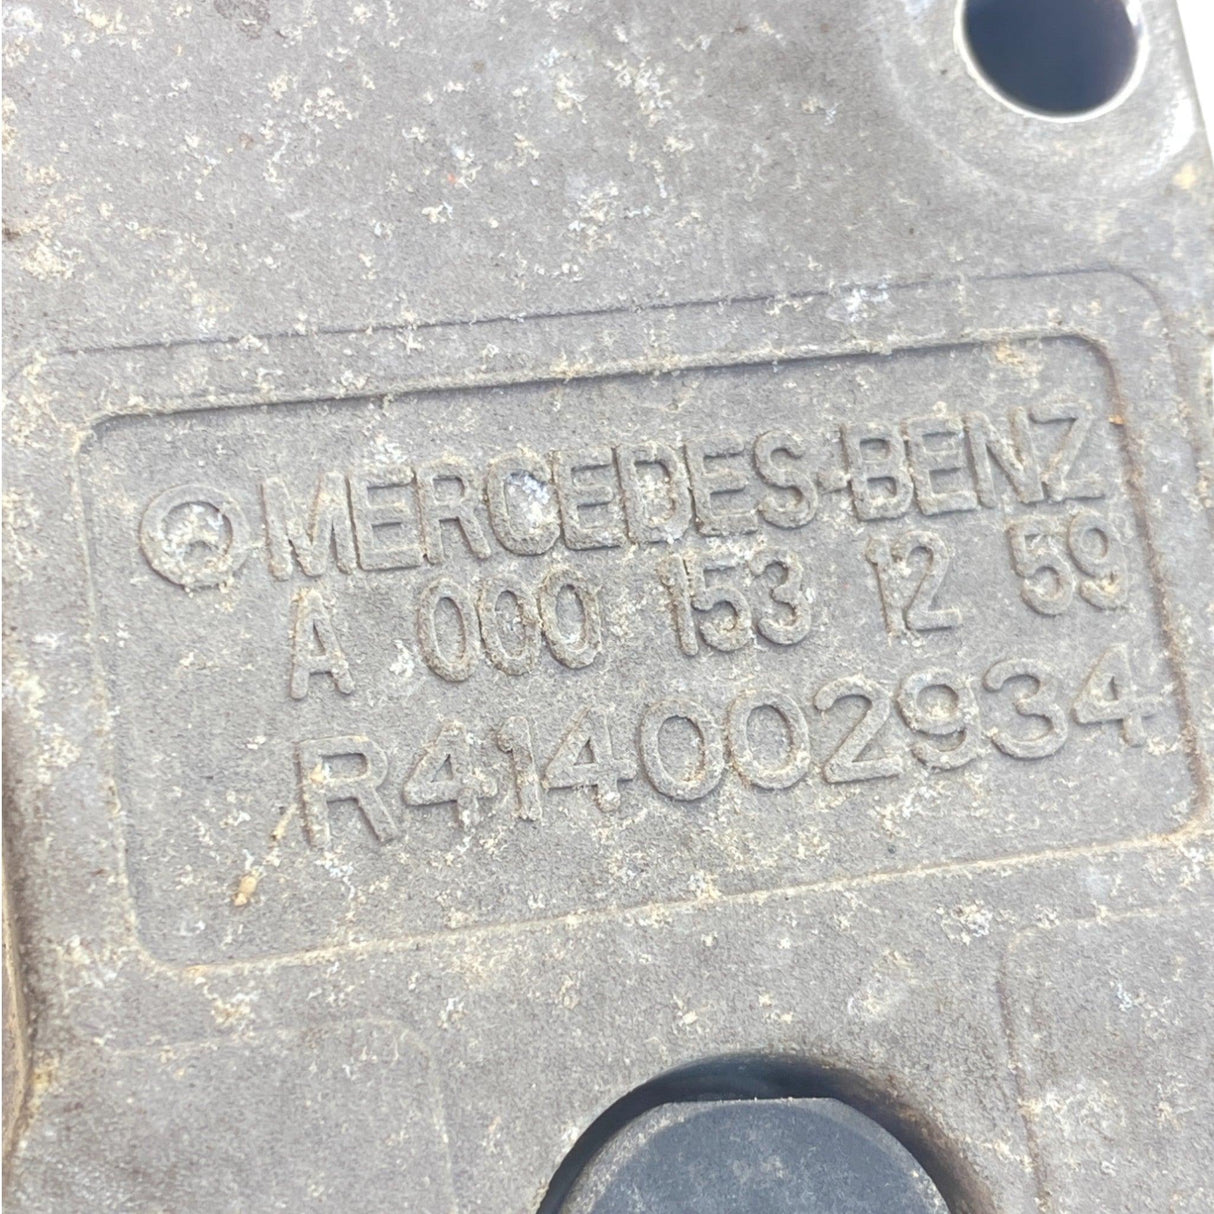 MERCEDES-BENZ
A 000 153 12 59
R414002934